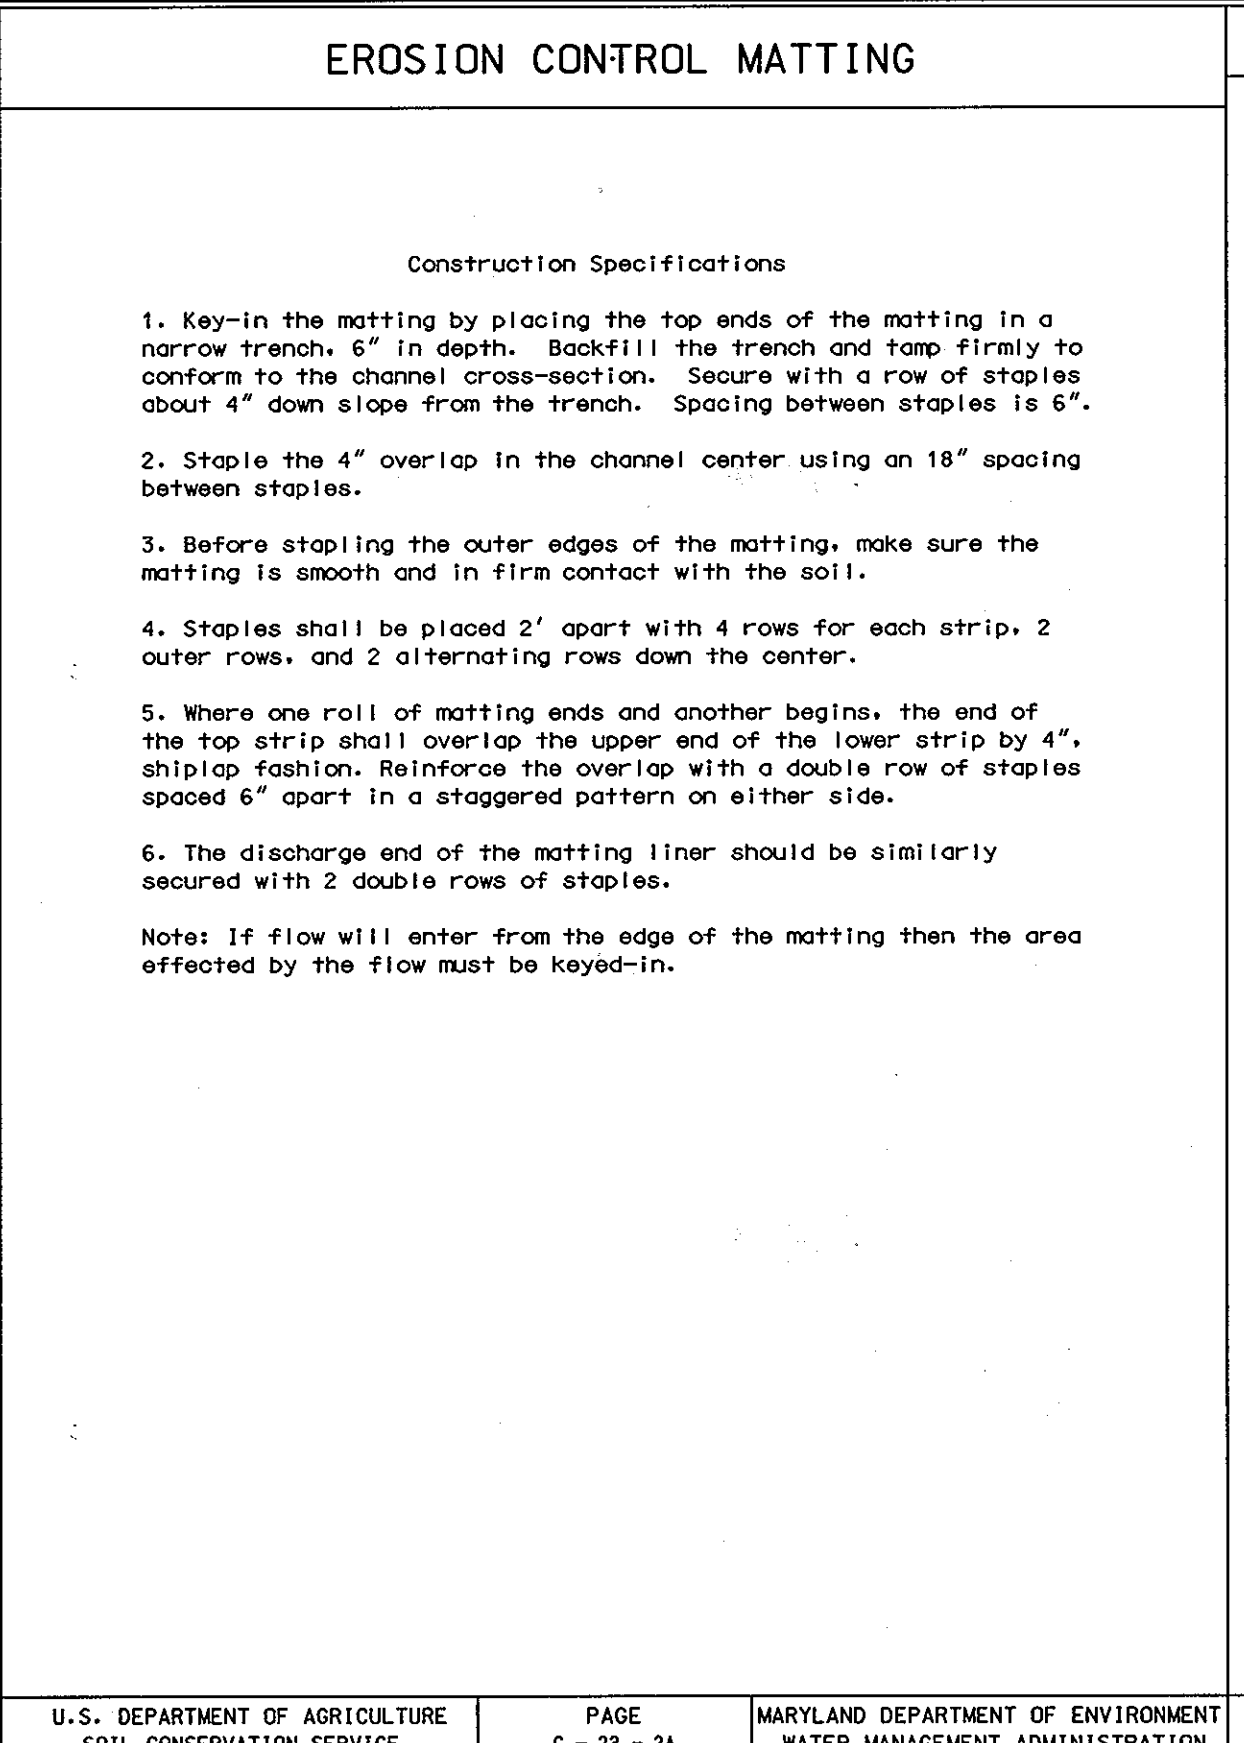 EROSION CONTROL MATTING
Construction Specifications
1. Key-in the matting by placing the top ends of the matting in a
narrow trench, 6" in depth. Backfill the trench and tamp firmly to
conform to the channel cross-section. Secure with a row of staples
about 4" down slope from the trench. Spacing between staples is 6".
2. Staple the 4" overlap in the channel center using an 18" spacing
between staples.
3. Before stapling the outer edges of the matting, make sure the
matting is smooth and in firm contact with the soil.
4. Staples shall be placed 2' apart with 4 rows for each strip, 2
outer rows, and 2 alternating rows down the center.
5. Where one roll of matting ends and another begins, the end of
the top strip shall overlap the upper end of the lower strip by 4",
shiplap fashion. Reinforce the overlap with a double row of staples
spaced 6" apart in a staggered pattern on either side.
6. The discharge end of the matting liner should be similarly
secured with 2 double rows of staples.
Note: If flow will enter from the edge of the matting then the area
effected by the flow must be keyed-in.
U.S. DEPARTMENT OF AGRICULTURE
SOIL CONSERVATION SERVICE
PAGE
MARYLAND DEPARTMENT OF ENVIRONMENT
WATER MANAGEMENT ADMINISTRATION